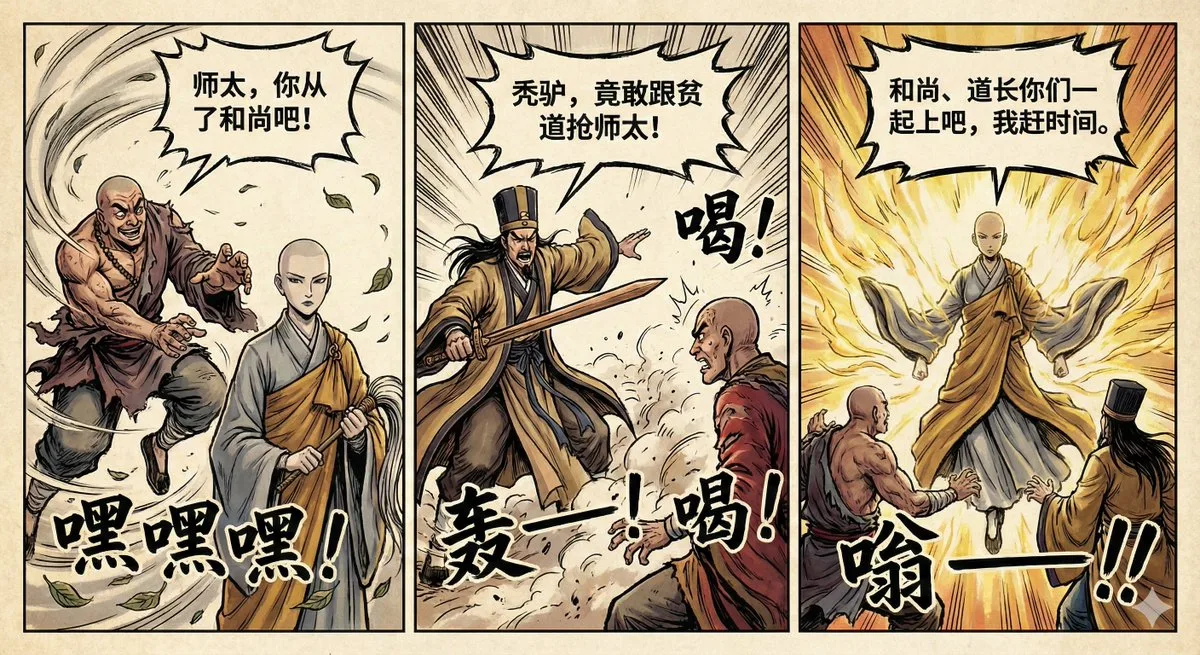 师太，你从
了和尚吧！
嘿嘿嘿！
秃驴，竟敢跟贫
道抢师太！
喝！
轰一！喝！
和尚、道长你们一
起上吧，我赶时间。
嗡一!!